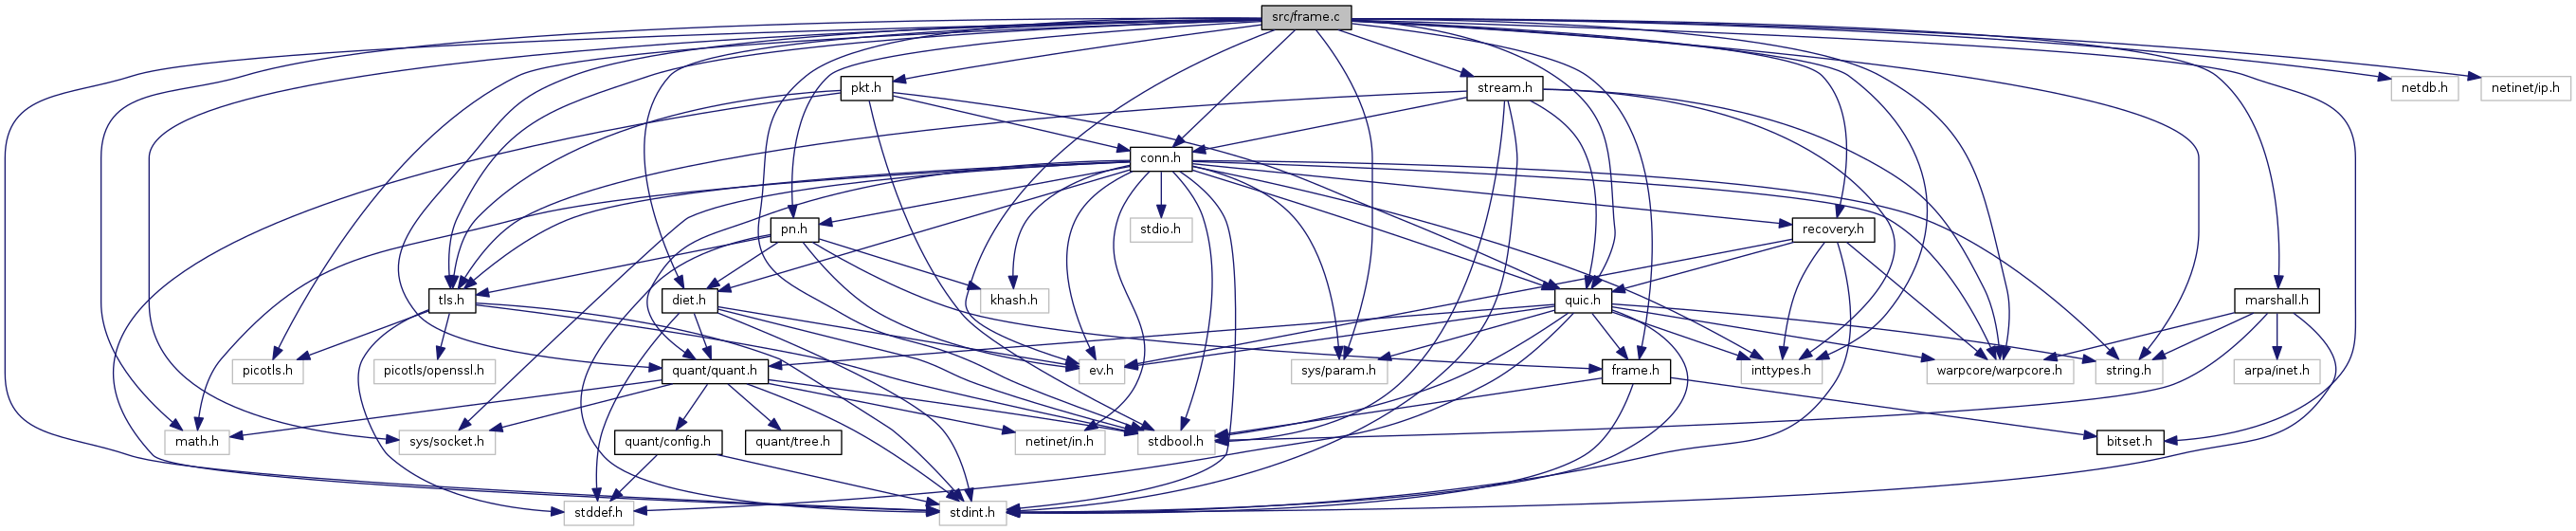 src/frame.c
pkt.h
stream.h
netdb.h
netinet/ip.h
conn.h
pn.h
stdio.h
recovery.h
tls.h
diet.h
khash.h
quic.h
marshall.h
picotls.h
picotls/openssl.h
quant/quant.h
ev.h
sys/param.h
frame.h
inttypes.h
warpcore/warpcore.h
string.h
arpa/inet.h
math.h
sys/socket.h
quant/config.h
quant/tree.h
netinet/in.h
stdbool.h
bitset.h
stddef.h
stdint.h